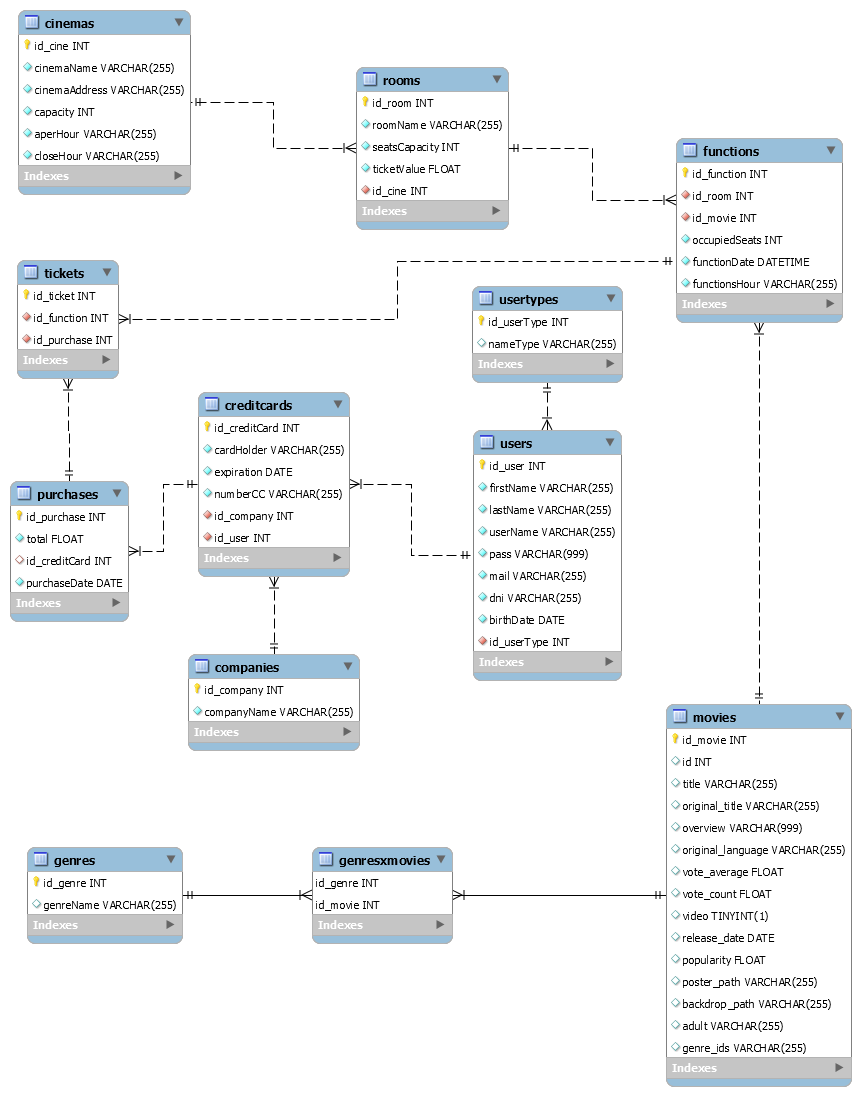 cinemas
id_cine INT
cinemaName VARCHAR(255)
cinemaAddress VARCHAR(255)
capacity INT
aperHour VARCHAR(255)
closeHour VARCHAR(255)
Indexes
rooms
id_room INT
roomName VARCHAR(255)
seatsCapacity INT
ticketValue FLOAT
id_cine INT
Indexes
functions
id_function INT
id_room INT
id_movie INT
occupiedSeats INT
functionDate DATETIME
functionsHour VARCHAR(255)
Indexes
tickets
id_ticket INT
id_function INT
id_purchase INT
Indexes
usertypes
id_userType INT
nameType VARCHAR(255)
Indexes
creditcards
id_creditCard INT
cardHolder VARCHAR(255)
expiration DATE
numberCC VARCHAR(255)
id_company INT
id_user INT
Indexes
users
id_user INT
firstName VARCHAR(255)
lastName VARCHAR(255)
userName VARCHAR(255)
pass VARCHAR(999)
mail VARCHAR(255)
dni VARCHAR(255)
birthDate DATE
id_userType INT
Indexes
purchases
id_purchase INT
total FLOAT
id_creditCard INT
purchaseDate DATE
Indexes
companies
id_company INT
companyName VARCHAR(255)
Indexes
movies
id_movie INT
id INT
title VARCHAR(255)
original_title VARCHAR(255)
overview VARCHAR(999)
original_language VARCHAR(255)
vote_average FLOAT
vote_count FLOAT
video TINYINT(1)
release_date DATE
popularity FLOAT
poster_path VARCHAR(255)
backdrop_path VARCHAR(255)
adult VARCHAR(255)
genre_ids VARCHAR(255)
Indexes
genres
id_genre INT
genreName VARCHAR(255)
Indexes
genresxmovies
id_genre INT
id_movie INT
Indexes